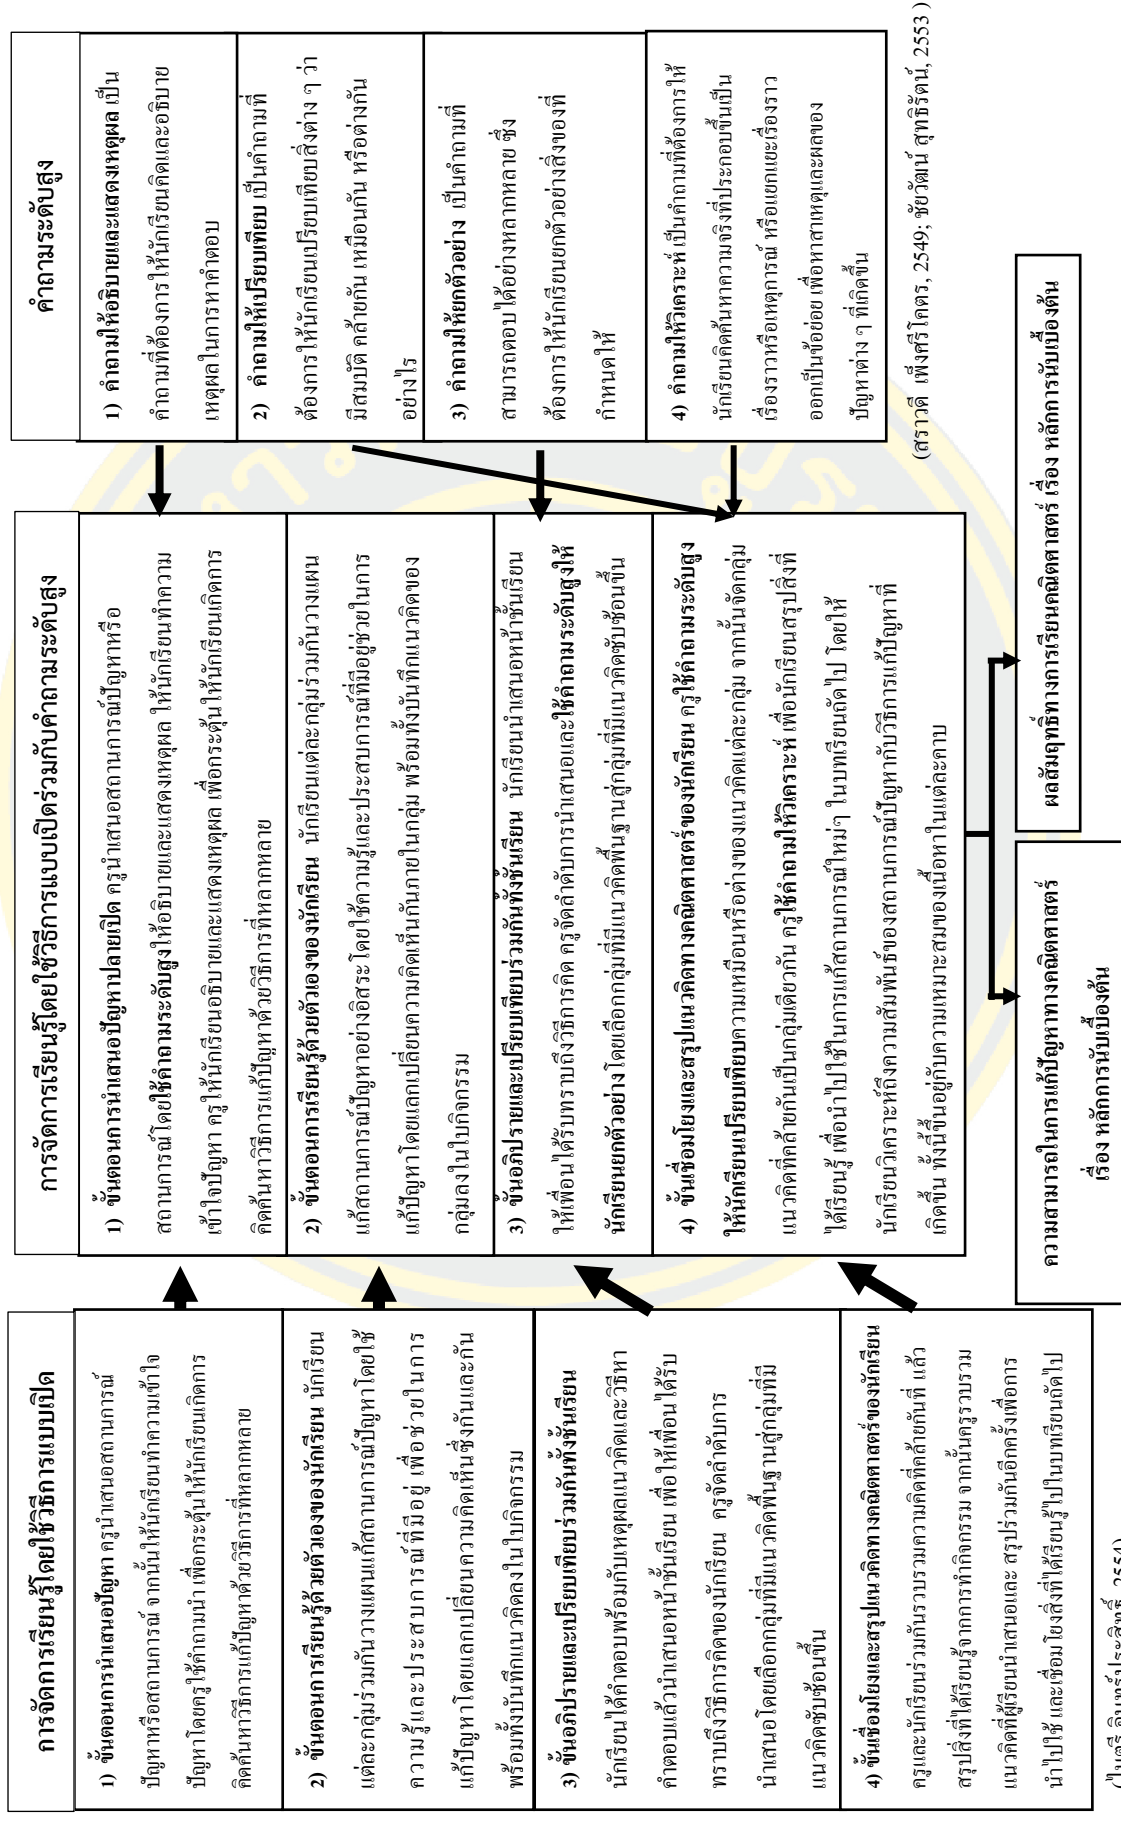 การจัดการเรียนรู้โดยใช้วิธีการแบบเปิด
1) ขั้นตอนการนำเสนอปัญหา ครูนำเสนอสถานการณ์
ปัญหาหรือสถานการณ์ จากนั้นให้นักเรียนทำความเข้าใจ
ปัญหาโดยครูใช้คำถามนำ เพื่อกระตุ้นให้นักเรียนเกิดการ
คิดค้นหาวิธีการแก้ปัญหาด้วยวิธีการที่หลากหลาย
2) ขั้นตอนการเรียนรู้ด้วยตัวเองของนักเรียน นักเรียน
แต่ละกลุ่มร่วมกันวางแผนแก้สถานการณ์ปัญหาโดยใช้
ความรู้และประสบการณ์ที่มีอยู่ เพื่อช่วยในการ
แก้ปัญหาโดยแลกเปลี่ยนความคิดเห็นซึ่งกันและกัน
พร้อมทั้งบันทึกแนวคิดลงในใบกิจกรรม
3) ขั้นอภิปรายและเปรียบเทียบร่วมกันทั้งชั้นเรียน
นักเรียนได้คำตอบพร้อมกับเหตุผลแนวคิดและวิธีหา
คำตอบแล้วนำเสนอหน้าชั้นเรียน เพื่อให้เพื่อนได้รับ
ทราบถึงวิธีการคิดของนักเรียน ครูจัดลำดับการ
นำเสนอโดยเลือกกลุ่มที่มีแนวคิดพื้นฐานสู่กลุ่มที่มี
แนวคิดซับซ้อนขึ้น
4) ขั้นเชื่อมโยงและสรุปแนวคิดทางคณิตศาสตร์ของนักเรียน
ครูและนักเรียนร่วมกันรวบรวมความคิดที่คล้ายกันที่ แล้ว
สรุปสิ่งที่ได้เรียนรู้จากการทำกิจกรรม จากนั้นครูรวบรวม
แนวคิดที่ผู้เรียนนำเสนอและ สรุปร่วมกันอีกครั้งเพื่อการ
นำไปใช้ และเชื่อมโยงสิ่งที่ได้เรียนรู้ไปในบทเรียนถัดไป
(ไมตรี อินทร์ประสิทธิ์, 2554)
การจัดการเรียนรู้โดยใช้วิธีการแบบเปิดร่วมกับคำถามระดับสูง
1) ขั้นตอนการนำเสนอปัญหาปลายเปิด ครูนำเสนอสถานการณ์ปัญหาหรือ
สถานการณ์โดยใช้คำถามระดับสูงให้อธิบายและแสดงเหตุผล ให้นักเรียนทำความ
เข้าใจปัญหา ครูให้นักเรียนอธิบายและแสดงเหตุผล เพื่อกระตุ้นให้นักเรียนเกิดการ
คิดค้นหาวิธีการแก้ปัญหาด้วยวิธีการที่หลากหลาย
2) ขั้นตอนการเรียนรู้ด้วยตัวเองของนักเรียน นักเรียนแต่ละกลุ่มร่วมกันวางแผน
แก้สถานการณ์ปัญหาอย่างอิสระโดยใช้ความรู้และประสบการณ์ที่มีอยู่ช่วยในการ
แก้ปัญหาโดยแลกเปลี่ยนความคิดเห็นกันภายในกลุ่ม พร้อมทั้งบันทึกแนวคิดของ
กลุ่มลงในใบกิจกรรม
3) ขั้นอภิปรายและเปรียบเทียบร่วมกันทั้งชั้นเรียน นักเรียนนำเสนอหน้าชั้นเรียน
ให้เพื่อนได้รับทราบถึงวิธีการคิด ครูจัดลำดับการนำเสนอและใช้คำถามระดับสูงให้
นักเรียนยกตัวอย่าง โดยเลือกกลุ่มที่มีแนวคิดพื้นฐานสู่กลุ่มที่มีแนวคิดซับซ้อนขึ้น
4) ขั้นเชื่อมโยงและสรุปแนวคิดทางคณิตศาสตร์ของนักเรียน ครูใช้คำถามระดับสูง
ให้นักเรียนเปรียบเทียบความเหมือนหรือต่างของแนวคิดแต่ละกลุ่ม จากนั้นจัดกลุ่ม
แนวคิดที่คล้ายกันเป็นกลุ่มเดียวกัน ครูใช้คำถามให้วิเคราะห์ เพื่อนักเรียนสรุปสิ่งที่
ได้เรียนรู้ เพื่อนำไปใช้ในการแก้สถานการณ์ใหม่ๆ ในบทเรียนถัดไป โดยให้
นักเรียนวิเคราะห์ถึงความสัมพันธ์ของสถานการณ์ปัญหากับวิธีการแก้ปัญหาที่
เกิดขึ้น ทั้งนี้ขึ้นอยู่กับความเหมาะสมของเนื้อหาในแต่ละคาบ
คำถามระดับสูง
1) คำถามให้อธิบายและแสดงเหตุผล เป็น
คำถามที่ต้องการให้นักเรียนคิดและอธิบาย
เหตุผลในการหาคำตอบ
2) คำถามให้เปรียบเทียบ เป็นคำถามที่
ต้องการให้นักเรียนเปรียบเทียบสิ่งต่าง ๆ ว่า
มีสมบัติ คล้ายกัน เหมือนกัน หรือต่างกัน
อย่างไร
3) คำถามให้ยกตัวอย่าง เป็นคำถามที่
สามารถตอบได้อย่างหลากหลาย ซึ่ง
ต้องการให้นักเรียนยกตัวอย่างสิ่งของที่
กำหนดให้
4) คำถามให้วิเคราะห์ เป็นคำถามที่ต้องการให้
นักเรียนคิดค้นหาความจริงที่ประกอบขึ้นเป็น
เรื่องราวหรือเหตุการณ์ หรือแยกแยะเรื่องราว
ออกเป็นข้อย่อย เพื่อหาสาเหตุและผลของ
ปัญหาต่าง ๆ ที่เกิดขึ้น
(สราวดี เพ็งศรีโคตร, 2549; ชัยวัฒน์ สุทธิรัตน์, 2553 )
ความสามารถในการแก้ปัญหาทางคณิตศาสตร์
เรื่อง หลักการนับเบื้องต้น
ผลสัมฤทธิ์ทางการเรียนคณิตศาสตร์ เรื่อง หลักการนับเบื้องต้น